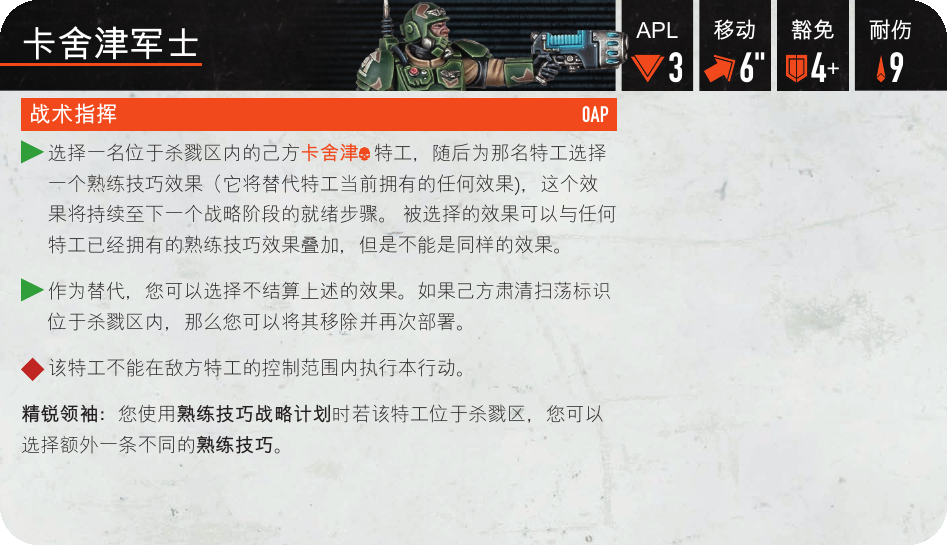 卡舍津军士
APL 移动 豁免 耐伤
3 6" 4+ 9
战术指挥 0AP
选择一名位于杀戮区内的己方卡舍津特工，随后为那名特工选择
一个熟练技巧效果（它将替代特工当前拥有的任何效果)，这个效
果将持续至下一个战略阶段的就绪步骤。 被选择的效果可以与任何
特工已经拥有的熟练技巧效果叠加，但是不能是同样的效果。
作为替代，您可以选择不结算上述的效果。如果己方肃清扫荡标识
位于杀戮区内，那么您可以将其移除并再次部署。
该特工不能在敌方特工的控制范围内执行本行动。
精锐领袖：您使用熟练技巧战略计划时若该特工位于杀戮区，您可以
选择额外一条不同的熟练技巧。